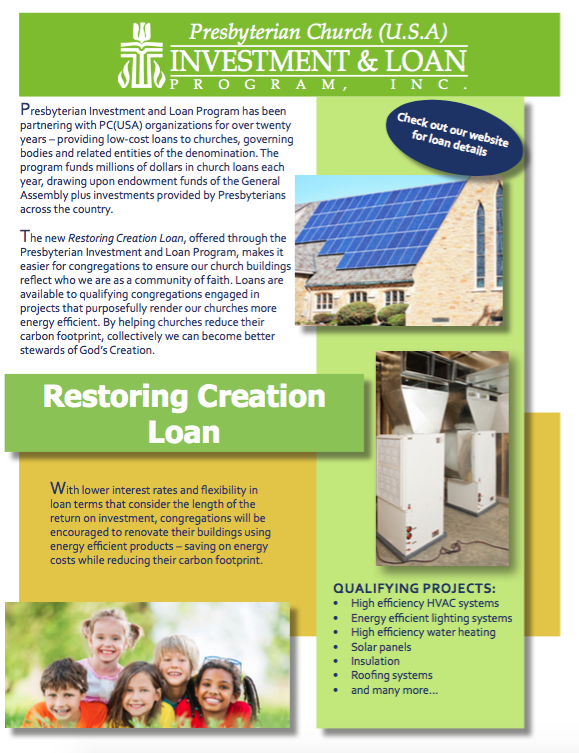 Presbyterian Church (U.S.A)
INVESTMENT & LOAN
PROGRAM, INC.
Presbyterian Investment and Loan Program has been
partnering with PC(USA) organizations for over twenty
years – providing low-cost loans to churches, governing
bodies and related entities of the denomination. The
program funds millions of dollars in church loans each
year, drawing upon endowment funds of the General
Assembly plus investments provided by Presbyterians
across the country.
The new Restoring Creation Loan, offered through the
Presbyterian Investment and Loan Program, makes it
easier for congregations to ensure our church buildings
reflect who we are as a community of faith. Loans are
available to qualifying congregations engaged in
projects that purposefully render our churches more
energy efficient. By helping churches reduce their
carbon footprint, collectively we can become better
stewards of God's Creation.
Check out our website
for loan details
Restoring Creation
Loan
With lower interest rates and flexibility in
loan terms that consider the length of the
return on investment, congregations will be
encouraged to renovate their buildings using
energy efficient products – saving on energy
costs while reducing their carbon footprint.
QUALIFYING PROJECTS:
• High efficiency HVAC systems
• Energy efficient lighting systems
• High efficiency water heating
• Solar panels
• Insulation
• Roofing systems
• and many more...